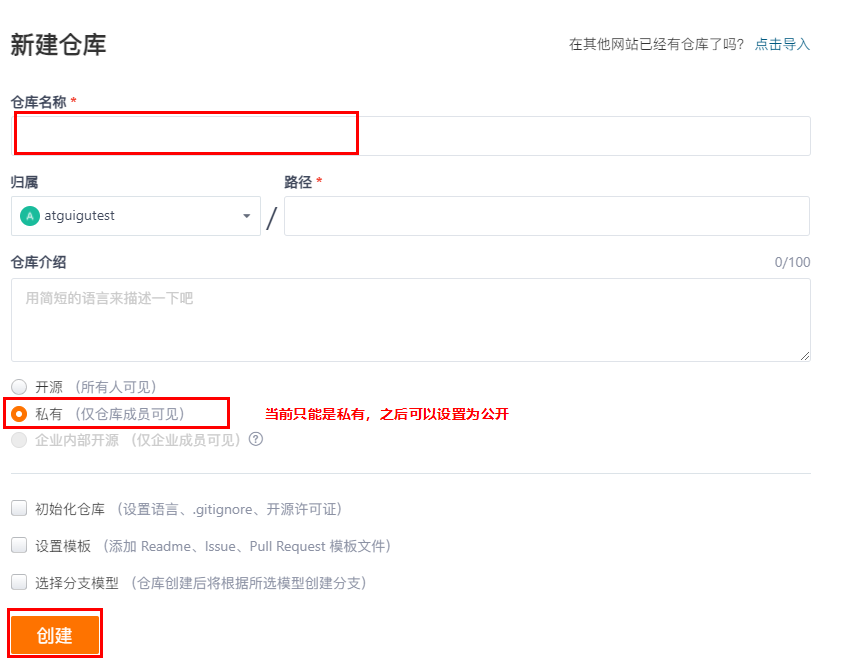 新建仓库
在其他网站已经有仓库了吗? 点击导入
仓库名称 *
归属
路径 *
A atguigutest
/
仓库介绍
0/100
用简短的语言来描述一下吧
开源 (所有人可见)
私有 (仅仓库成员可见)
当前只能是私有，之后可以设置为公开
企业内部开源 (仅企业成员可见) ?
初始化仓库 (设置语言、.gitignore、开源许可证)
设置模板 (添加 Readme、Issue、Pull Request 模板文件)
选择分支模型 (仓库创建后将根据所选模型创建分支)
创建